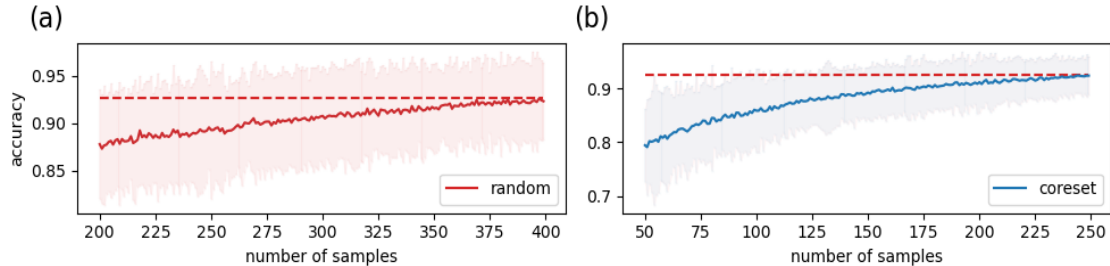 (a)
accuracy
0.95
0.90
0.85
random
200 225 250 275 300 325 350 375 400
number of samples
(b)
0.9
0.8
0.7
coreset
50 75 100 125 150 175 200 225 250
number of samples